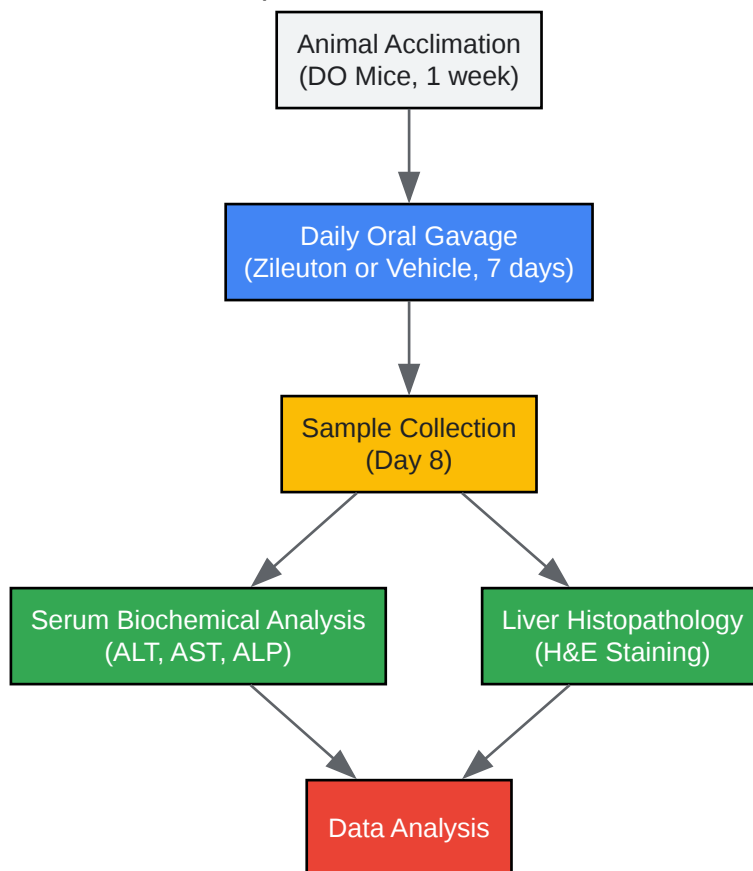 Animal Acclimation
(DO Mice, 1 week)
Daily Oral Gavage
(Zileuton or Vehicle, 7 days)
Sample Collection
(Day 8)
Serum Biochemical Analysis
(ALT, AST, ALP)
Liver Histopathology
(H&E Staining)
Data Analysis